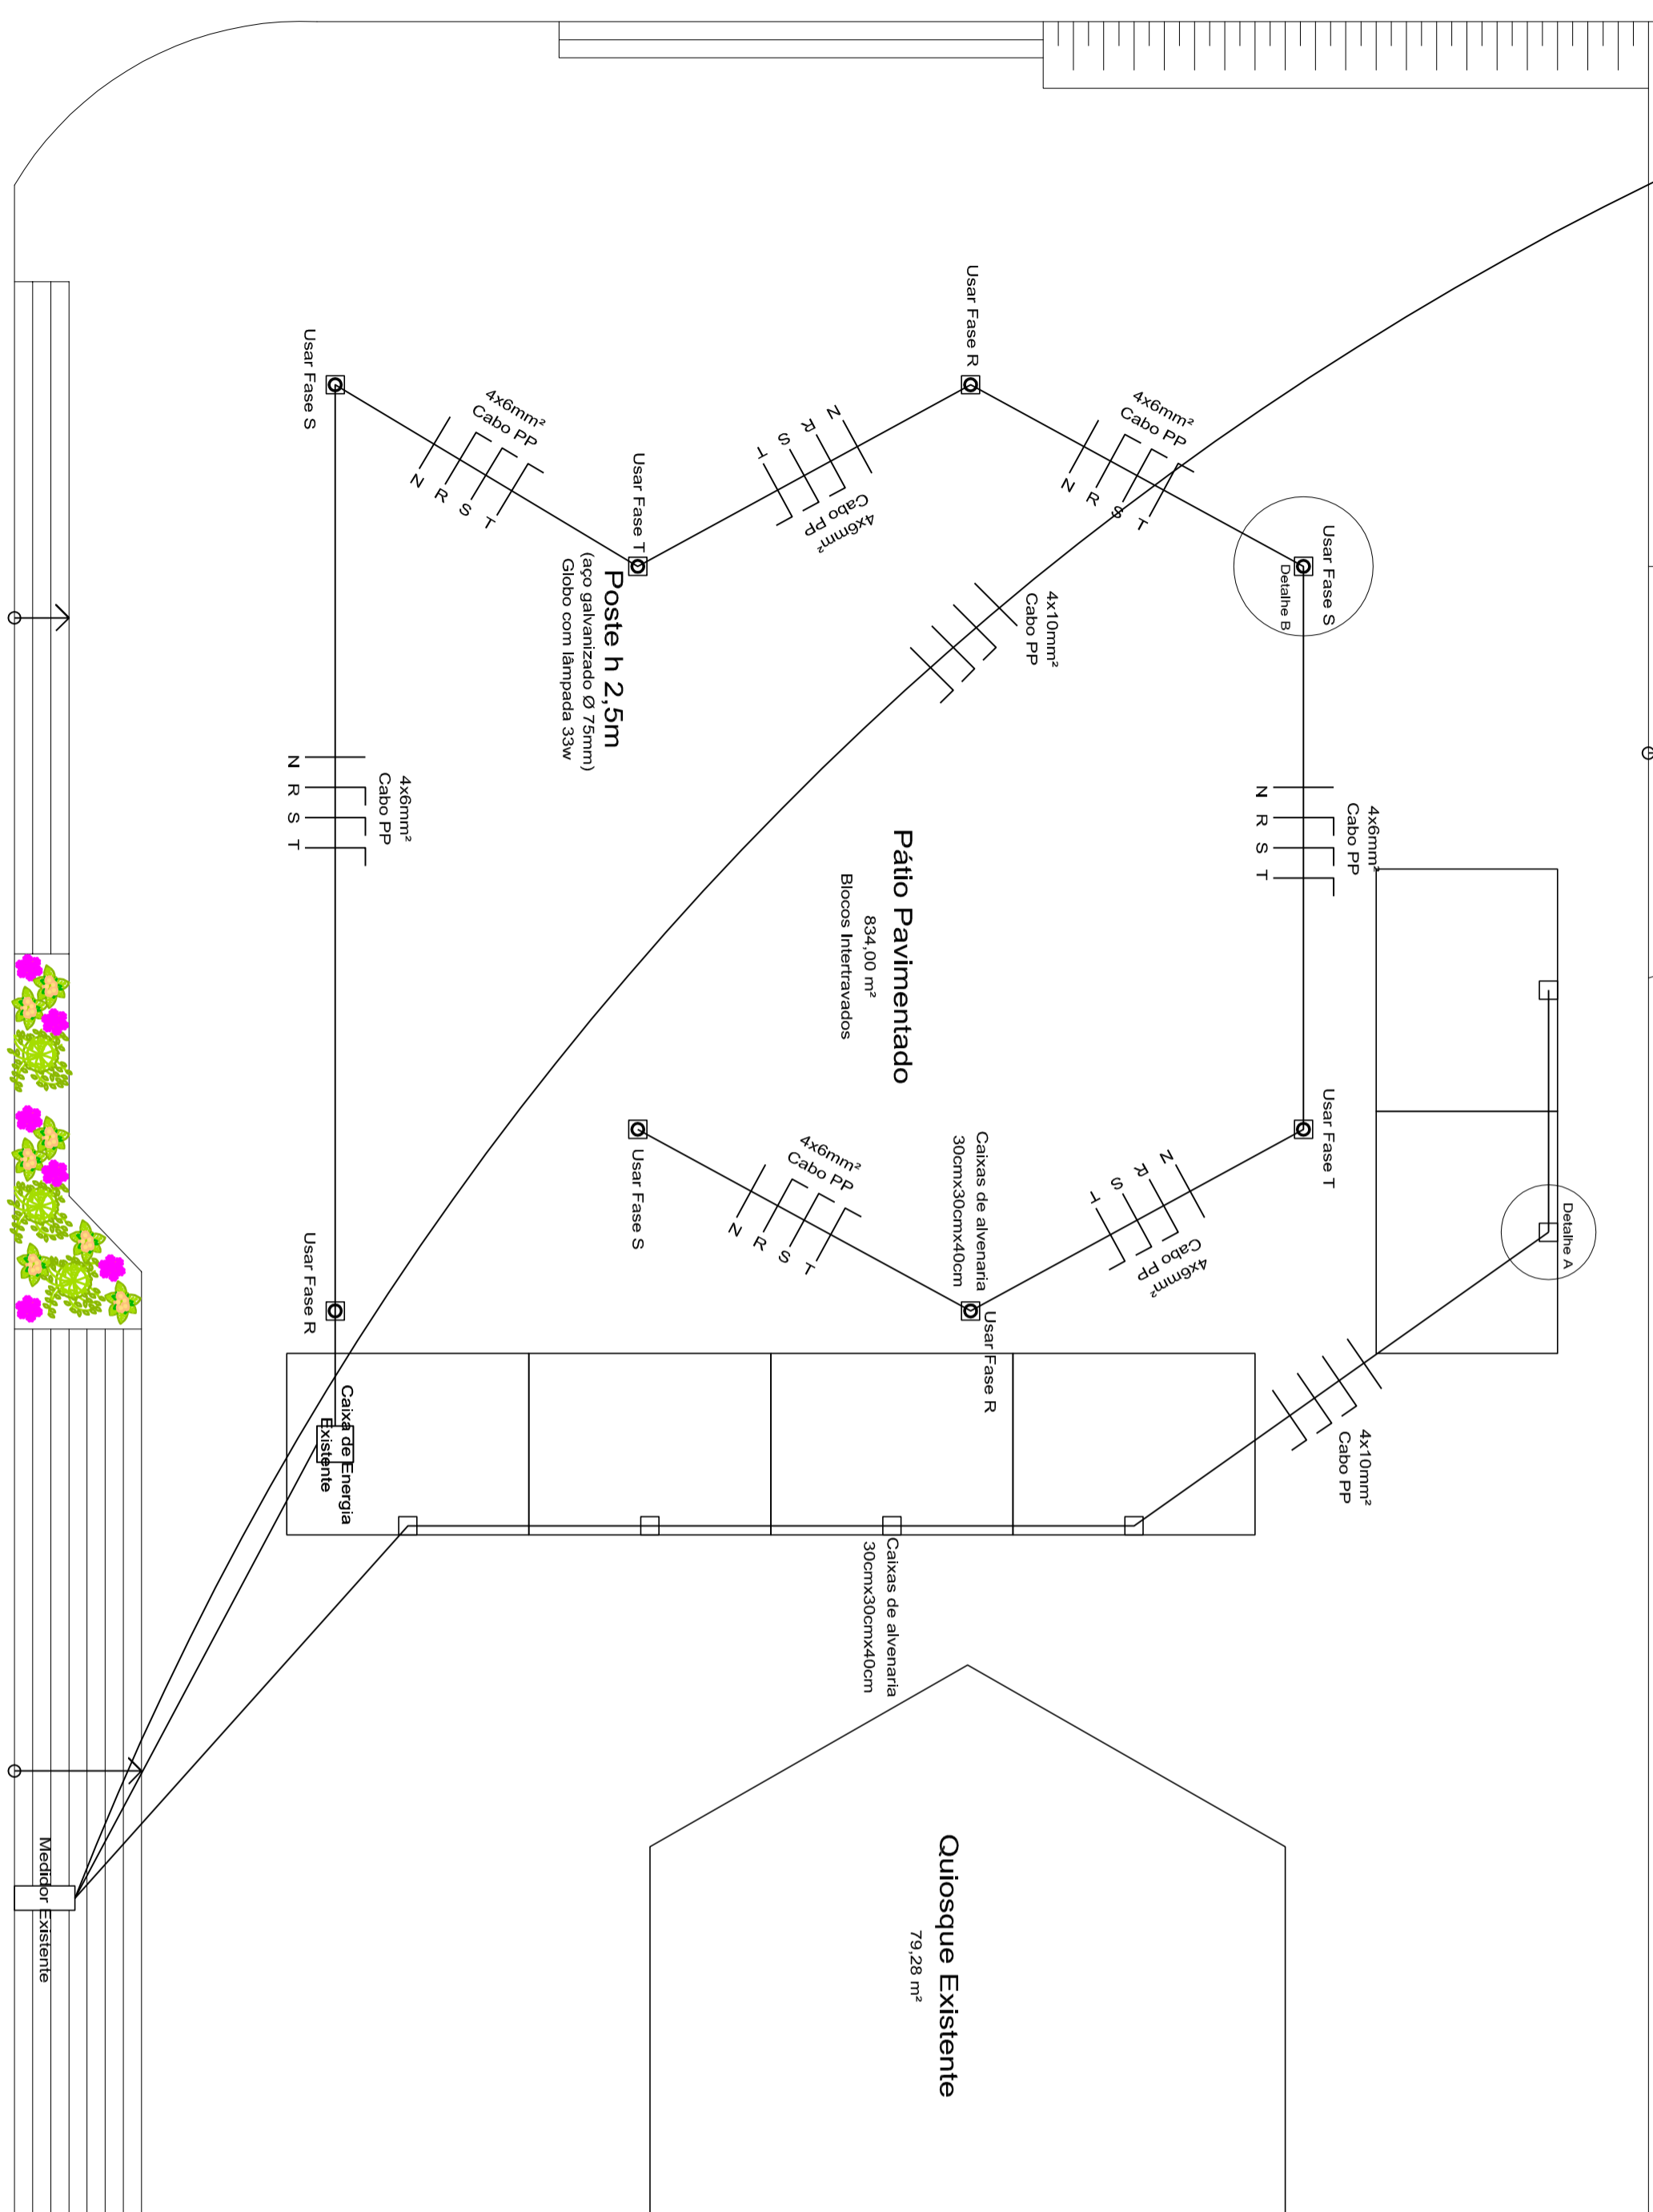 Usar Fase R
Usar Fase S
4x6mm²
Cabo PP
N R S T
Usar Fase T
N R S T
4x6mm²
Cabo PP
4x6mm²
Cabo PP
N R S T
Usar Fase S
Detalhe B
Poste h 2,5m
(aço galvanizado Ø 75mm)
Globo com lâmpada 33w
4x10mm²
Cabo PP
4x6mm²
Cabo PP
N R S T
4x6mm²
Cabo PP
N R S T
Pátio Pavimentado
834,00 m²
Blocos Intertravados
Usar Fase T
Usar Fase S
4x6mm²
Cabo PP
N R S T
Caixas de alvenaria
30cmx30cmx40cm
N R S T
4x6mm²
Cabo PP
Detalhe A
Usar Fase R
Usar Fase R
Caixa de Energia
Existente
4x10mm²
Cabo PP
Caixas de alvenaria
30cmx30cmx40cm
Medidor Existente
Quiosque Existente
79,28 m²